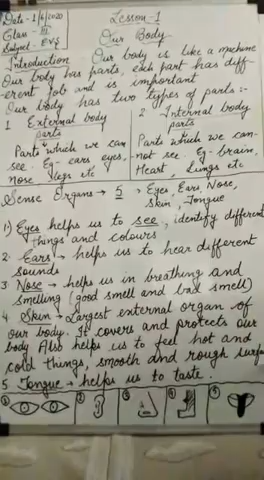 Date - 1/6/2020
Class - III
Subject - E.V.S
Lesson - 1
Our Body
Introduction - Our body is like a machine
Our body has parts, each part has diff-
erent job and is important
Our body has two types of parts:-
1 External body
parts
Parts which we can
see. Eg - ears eyes,
Nose, legs etc
2 Internal body
parts
Parts which we can-
not see. Eg - brain,
Heart, Lungs etc
Sense Organs → 5 → Eyes, Ears, Nose,
Skin, Tongue
1) Eyes helps us to see, identify different
things and colours
2. Ears → helps us to hear different
sounds
3 Nose → helps us in breathing and
smelling (good smell and bad smell)
4 Skin → Largest external organ of
our body. It covers and protects our
body Also helps us to feel hot and
cold things, smooth and rough surf
5 Tongue → helps us to taste.
1 2 3 4 5